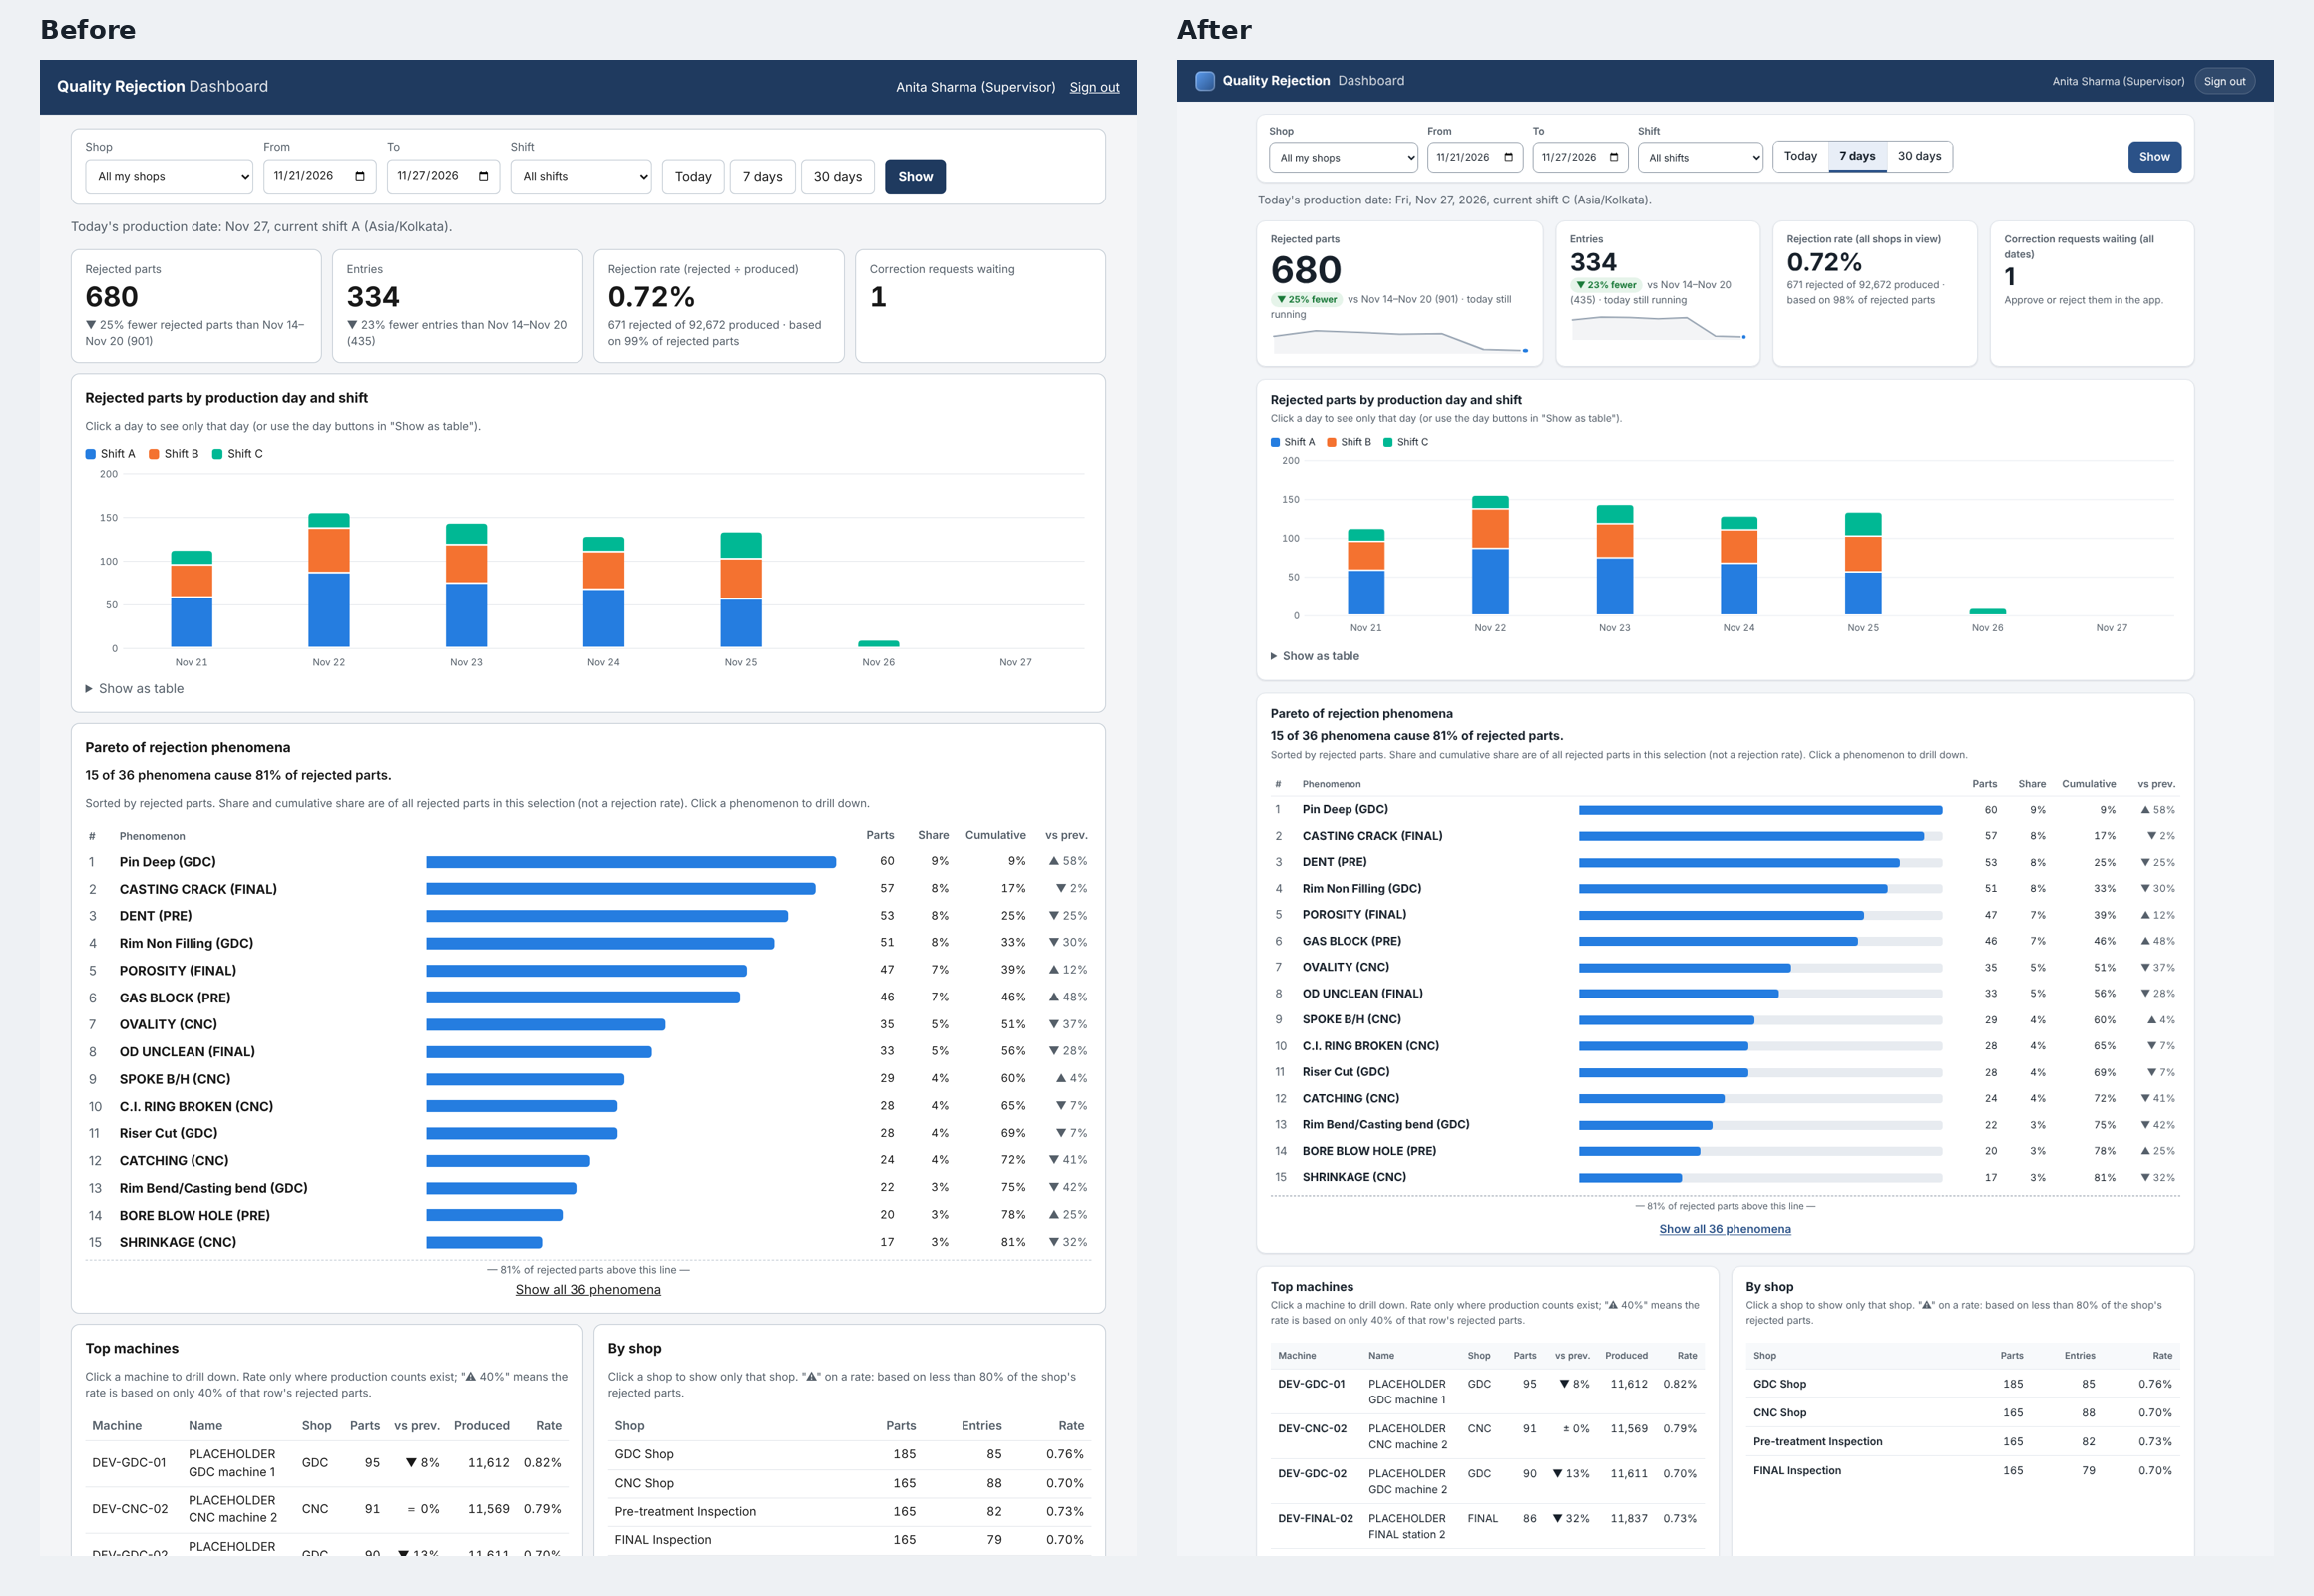 Before
Quality Rejection Dashboard
Anita Sharma (Supervisor) Sign out
Shop From To Shift
All my shops 11/21/2026 11/27/2026 All shifts Today 7 days 30 days Show
Today's production date: Nov 27, current shift A (Asia/Kolkata).
Rejected parts
680
▼ 25% fewer rejected parts than Nov 14–
Nov 20 (901)
Entries
334
▼ 23% fewer entries than Nov 14–Nov 20
(435)
Rejection rate (rejected ÷ produced)
0.72%
671 rejected of 92,672 produced · based
on 99% of rejected parts
Correction requests waiting
1
Rejected parts by production day and shift
Click a day to see only that day (or use the day buttons in "Show as table").
Shift A Shift B Shift C
200
150
100
50
0
Nov 21 Nov 22 Nov 23 Nov 24 Nov 25 Nov 26 Nov 27
▶ Show as table
Pareto of rejection phenomena
15 of 36 phenomena cause 81% of rejected parts.
Sorted by rejected parts. Share and cumulative share are of all rejected parts in this selection (not a rejection rate). Click a phenomenon to drill down.
# Phenomenon Parts Share Cumulative vs prev.
1 Pin Deep (GDC) 60 9% 9% ▲ 58%
2 CASTING CRACK (FINAL) 57 8% 17% ▼ 2%
3 DENT (PRE) 53 8% 25% ▼ 25%
4 Rim Non Filling (GDC) 51 8% 33% ▼ 30%
5 POROSITY (FINAL) 47 7% 39% ▲ 12%
6 GAS BLOCK (PRE) 46 7% 46% ▲ 48%
7 OVALITY (CNC) 35 5% 51% ▼ 37%
8 OD UNCLEAN (FINAL) 33 5% 56% ▼ 28%
9 SPOKE B/H (CNC) 29 4% 60% ▲ 4%
10 C.I. RING BROKEN (CNC) 28 4% 65% ▼ 7%
11 Riser Cut (GDC) 28 4% 69% ▼ 7%
12 CATCHING (CNC) 24 4% 72% ▼ 41%
13 Rim Bend/Casting bend (GDC) 22 3% 75% ▼ 42%
14 BORE BLOW HOLE (PRE) 20 3% 78% ▲ 25%
15 SHRINKAGE (CNC) 17 3% 81% ▼ 32%
— 81% of rejected parts above this line —
Show all 36 phenomena
Top machines
Click a machine to drill down. Rate only where production counts exist; "⚠ 40%" means the
rate is based on only 40% of that row's rejected parts.
Machine Name Shop Parts vs prev. Produced Rate
DEV-GDC-01 PLACEHOLDER GDC machine 1 GDC 95 ▼ 8% 11,612 0.82%
DEV-CNC-02 PLACEHOLDER CNC machine 2 CNC 91 = 0% 11,569 0.79%
DEV-GDC-02 PLACEHOLDER GDC 90 ▼ 13% 11,611 0.70%
By shop
Click a shop to show only that shop. "⚠" on a rate: based on less than 80% of the shop's
rejected parts.
Shop Parts Entries Rate
GDC Shop 185 85 0.76%
CNC Shop 165 88 0.70%
Pre-treatment Inspection 165 82 0.73%
FINAL Inspection 165 79 0.70%
After
Quality Rejection Dashboard
Anita Sharma (Supervisor) Sign out
Shop From To Shift
All my shops 11/21/2026 11/27/2026 All shifts Today 7 days 30 days Show
Today's production date: Fri, Nov 27, 2026, current shift C (Asia/Kolkata).
Rejected parts
680
▼ 25% fewer vs Nov 14–Nov 20 (901) · today still
running
Entries
334
▼ 23% fewer vs Nov 14–Nov 20
(435) · today still running
Rejection rate (all shops in view)
0.72%
671 rejected of 92,672 produced ·
based on 98% of rejected parts
Correction requests waiting (all
dates)
1
Approve or reject them in the app.
Rejected parts by production day and shift
Click a day to see only that day (or use the day buttons in "Show as table").
Shift A Shift B Shift C
200
150
100
50
0
Nov 21 Nov 22 Nov 23 Nov 24 Nov 25 Nov 26 Nov 27
▶ Show as table
Pareto of rejection phenomena
15 of 36 phenomena cause 81% of rejected parts.
Sorted by rejected parts. Share and cumulative share are of all rejected parts in this selection (not a rejection rate). Click a phenomenon to drill down.
# Phenomenon Parts Share Cumulative vs prev.
1 Pin Deep (GDC) 60 9% 9% ▲ 58%
2 CASTING CRACK (FINAL) 57 8% 17% ▼ 2%
3 DENT (PRE) 53 8% 25% ▼ 25%
4 Rim Non Filling (GDC) 51 8% 33% ▼ 30%
5 POROSITY (FINAL) 47 7% 39% ▲ 12%
6 GAS BLOCK (PRE) 46 7% 46% ▲ 48%
7 OVALITY (CNC) 35 5% 51% ▼ 37%
8 OD UNCLEAN (FINAL) 33 5% 56% ▼ 28%
9 SPOKE B/H (CNC) 29 4% 60% ▲ 4%
10 C.I. RING BROKEN (CNC) 28 4% 65% ▼ 7%
11 Riser Cut (GDC) 28 4% 69% ▼ 7%
12 CATCHING (CNC) 24 4% 72% ▼ 41%
13 Rim Bend/Casting bend (GDC) 22 3% 75% ▼ 42%
14 BORE BLOW HOLE (PRE) 20 3% 78% ▲ 25%
15 SHRINKAGE (CNC) 17 3% 81% ▼ 32%
— 81% of rejected parts above this line —
Show all 36 phenomena
Top machines
Click a machine to drill down. Rate only where production counts exist; "⚠ 40%" means the
rate is based on only 40% of that row's rejected parts.
Machine Name Shop Parts vs prev. Produced Rate
DEV-GDC-01 PLACEHOLDER GDC machine 1 GDC 95 ▼ 8% 11,612 0.82%
DEV-CNC-02 PLACEHOLDER CNC machine 2 CNC 91 ± 0% 11,569 0.79%
DEV-GDC-02 PLACEHOLDER GDC machine 2 GDC 90 ▼ 13% 11,611 0.70%
DEV-FINAL-02 PLACEHOLDER FINAL station 2 FINAL 86 ▼ 32% 11,837 0.73%
By shop
Click a shop to show only that shop. "⚠" on a rate: based on less than 80% of the shop's
rejected parts.
Shop Parts Entries Rate
GDC Shop 185 85 0.76%
CNC Shop 165 88 0.70%
Pre-treatment Inspection 165 82 0.73%
FINAL Inspection 165 79 0.70%